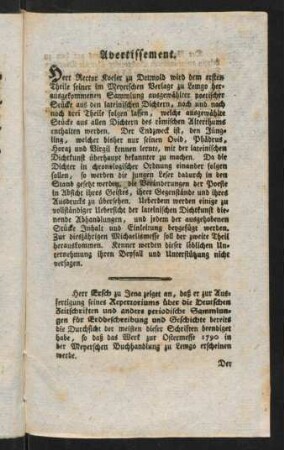 Avertissement.
Herr Rector Koeler zu Detmold wird dem ersten
Theile seiner im Meyerschen Verlage zu Lemgo her-
ausgekommenen Sammlung ausgewählter poetischer
Stücke aus den lateinischen Dichtern, nach und nach
noch drei Theile folgen lassen, welche ausgewählte
Stücke aus allen Dichtern des römischen Alterthums
enthalten werden. Der Endzweck ist, den Jüng-
ling, welcher bisher nur seinen Ovid, Phädrus,
Horaz und Virgil kennen lernte, mit der lateinischen
Dichtkunst überhaupt bekannter zu machen. Da die
Dichter in chronologischer Ordnung einander folgen
sollen, so werden die jungen Leser dadurch in den
Stand gesetzt werden, die Veränderungen der Poesie
in Absicht ihres Geistes, ihrer Gegenstände und ihres
Ausdrucks zu übersehen. Ueberdem werden einige zu
vollständiger Uebersicht der lateinischen Dichtkunst die-
nende Abhandlungen, und jedem der ausgehobenen
Stücke Inhalt und Einleitung beygefügt werden.
Zur diesjährigen Michaelismesse soll der zweite Theil
herauskommen. Kenner werden dieser löblichen Un-
ternehmung ihren Beyfall und Unterstützung nicht
versagen.
Herr Ersch zu Jena zeiget an, daß er zur Aus-
fertigung seines Repertoriums über die Deutschen
Zeitschriften und andere periodische Sammlun-
gen für Erdbeschreibung und Geschichte bereits
die Durchsicht der meisten dieser Schriften beendiget
habe, so daß das Werk zur Ostermesse 1790 in
der Meyerschen Buchhandlung zu Lemgo erscheinen
werde.
Der